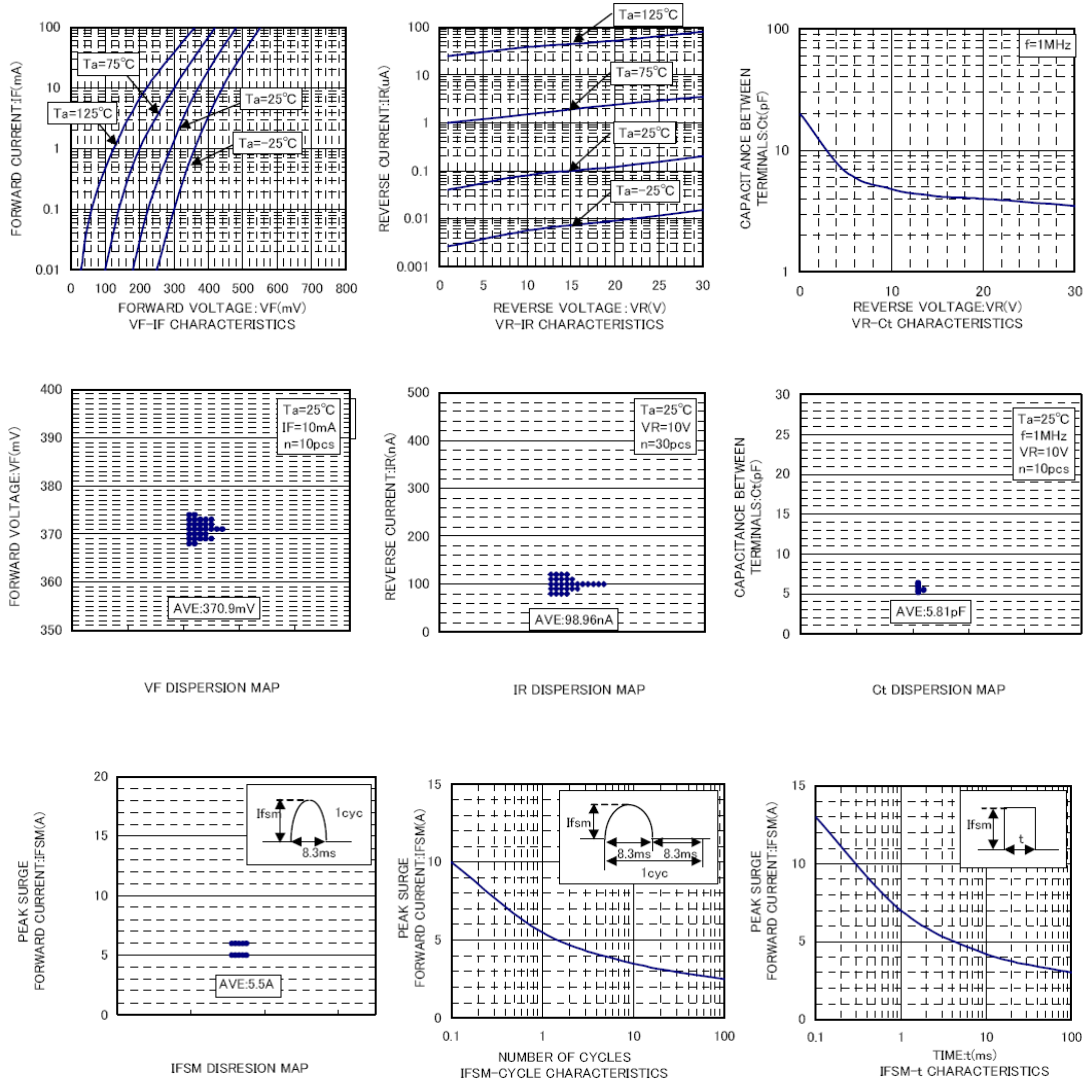 100
10
1
0.1
0.01
FORWARD CURRENT:IF(mA)
Ta=75℃
Ta=125℃
Ta=25℃
Ta=-25℃
0 100 200 300 400 500 600 700 800
FORWARD VOLTAGE:VF(mV)
VF-IF CHARACTERISTICS
100
10
1
0.1
0.01
0.001
REVERSE CURRENT:IR(uA)
Ta=125℃
Ta=75℃
Ta=25℃
Ta=-25℃
0 5 10 15 20 25 30
REVERSE VOLTAGE:VR(V)
VR-IR CHARACTERISTICS
100
10
1
CAPACITANCE BETWEEN
TERMINALS:Ct(pF)
f=1MHz
0 10 20 30
REVERSE VOLTAGE:VR(V)
VR-Ct CHARACTERISTICS
400
390
380
370
360
350
FORWARD VOLTAGE:VF(mV)
Ta=25℃
IF=10mA
n=10pcs
AVE:370.9mV
VF DISPERSION MAP
500
400
300
200
100
0
REVERSE CURRENT:IR(nA)
Ta=25℃
VR=10V
n=30pcs
AVE:98.96nA
IR DISPERSION MAP
30
25
20
15
10
5
0
CAPACITANCE BETWEEN
TERMINALS:Ct(pF)
Ta=25℃
f=1MHz
VR=10V
n=10pcs
AVE:5.81pF
Ct DISPERSION MAP
20
15
10
5
0
PEAK SURGE
FORWARD CURRENT:IFSM(A)
Ifsm
1cyc
8.3ms
AVE:5.5A
IFSM DISRESION MAP
15
10
5
0
PEAK SURGE
FORWARD CURRENT:IFSM(A)
Ifsm
8.3ms 8.3ms
1cyc
0.1 1 10 100
NUMBER OF CYCLES
IFSM-CYCLE CHARACTERISTICS
15
10
5
0
PEAK SURGE
FORWARD CURRENT:IFSM(A)
Ifsm
t
0.1 1 10 100
TIME:t(ms)
IFSM-t CHARACTERISTICS